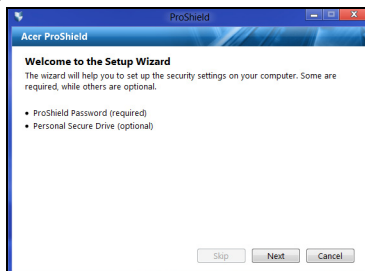 ProShield
Acer ProShield
Welcome to the Setup Wizard
The wizard will help you to set up the security settings on your computer. Some are
required, while others are optional.
• ProShield Password (required)
• Personal Secure Drive (optional)
Skip Next Cancel